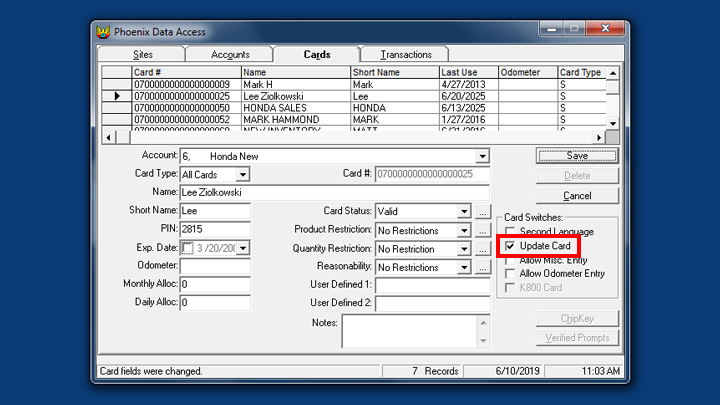 Phoenix Data Access
Sites Accounts Cards Transactions
Card # Name Short Name Last Use Odometer Card Type
0700000000000000009 Mark H Mark 4/27/2013 S
0700000000000000025 Lee Ziolkowski Lee 6/20/2025 S
0700000000000000050 HONDA SALES HONDA 6/13/2025 S
0700000000000000052 MARK HAMMOND MARK 1/27/2016 S
Account: 6, Honda New Save
Card Type: All Cards Card #: 0700000000000000025 Delete
Name: Lee Ziolkowski Cancel
Short Name: Lee Card Status: Valid ... Card Switches:
PIN: 2815 Product Restriction: No Restrictions ... Second Language
Exp. Date: 3 /20/200 Quantity Restriction: No Restrictions ... Update Card
Odometer: Reasonability: No Restrictions ... Allow Misc. Entry
Monthly Alloc: 0 User Defined 1: Allow Odometer Entry
Daily Alloc: 0 User Defined 2: K800 Card
Notes: ChipKey
Verified Prompts
Card fields were changed. 7 Records 6/10/2019 11:03 AM